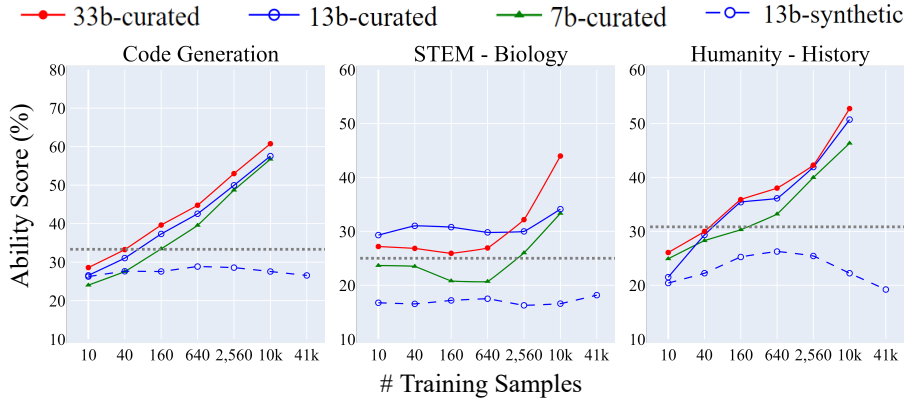 33b-curated 13b-curated 7b-curated 13b-synthetic
Code Generation STEM - Biology Humanity - History
Ability Score (%)
80
70
60
50
40
30
20
10
10 40 160 640 2,560 10k 41k
60
50
40
30
20
10
10 40 160 640 2,560 10k 41k
60
50
40
30
20
10
10 40 160 640 2,560 10k 41k
# Training Samples